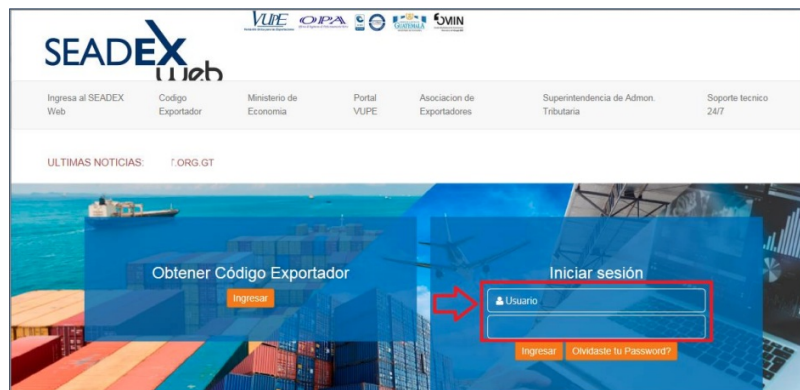 VUPE OPA GUATEMALA FOMIN
SEADEX
Web
Ingresa al SEADEX Web
Codigo Exportador
Ministerio de Economia
Portal VUPE
Asociacion de Exportadores
Superintendencia de Admon. Tributaria
Soporte tecnico 24/7
ULTIMAS NOTICIAS: T.ORG.GT
Obtener Código Exportador
Ingresar
Iniciar sesión
Usuario
Ingresar Olvidaste tu Password?